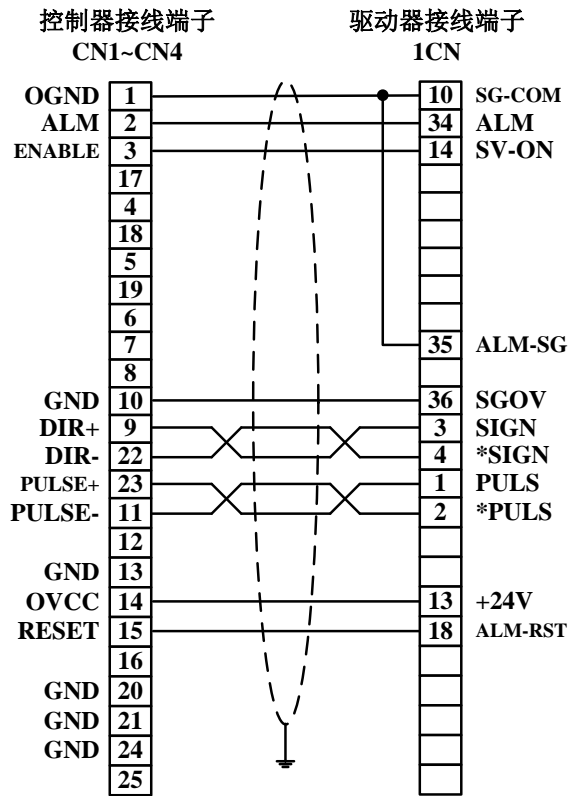 控制器接线端子 驱动器接线端子
CN1~CN4 1CN
OGND 1 10 SG-COM
ALM 2 34 ALM
ENABLE 3 14 SV-ON
17
4
18
5
19
6
7 35 ALM-SG
8
GND 10 36 SGOV
DIR+ 9 3 SIGN
DIR- 22 4 *SIGN
PULSE+ 23 1 PULS
PULSE- 11 2 *PULS
12
GND 13
OVCC 14 13 +24V
RESET 15 18 ALM-RST
16
GND 20
GND 21
GND 24
25